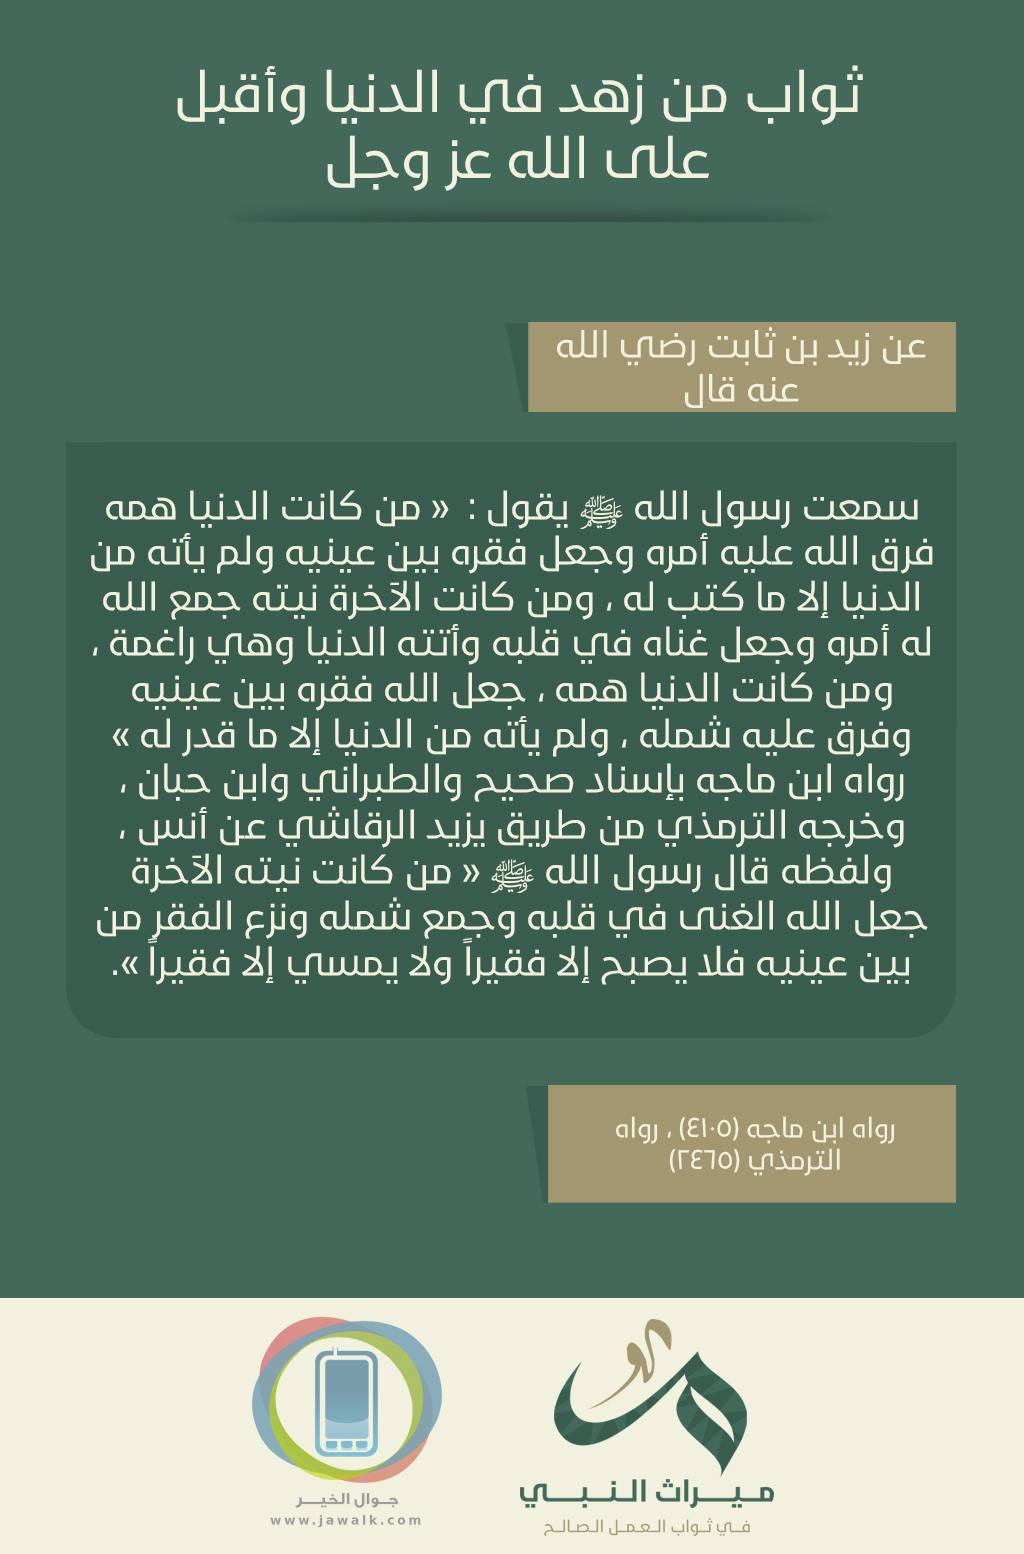 ثواب من زهد في الدنيا وأقبل
على الله عز وجل
عن زيد بن ثابت رضي الله
عنه قال
سمعت رسول الله ﷺ يقول : « من كانت الدنيا همه
فرق الله عليه أمره وجعل فقره بين عينيه ولم يأته من
الدنيا إلا ما كتب له ، ومن كانت الآخرة نيته جمع الله
له أمره وجعل غناه في قلبه وأتته الدنيا وهي راغمة ،
ومن كانت الدنيا همه ، جعل الله فقره بين عينيه
وفرق عليه شمله ، ولم يأته من الدنيا إلا ما قدر له »
رواه ابن ماجه بإسناد صحيح والطبراني وابن حبان ،
وخرجه الترمذي من طريق يزيد الرقاشي عن أنس ،
ولفظه قال رسول الله ﷺ « من كانت نيته الآخرة
جعل الله الغنى في قلبه وجمع شمله ونزع الفقر من
بين عينيه فلا يصبح إلا فقيراً ولا يمسي إلا فقيراً ».
رواه ابن ماجه (٤١٠٥) ، رواه
الترمذي (٢٤٦٥)
ميراث النبي
في ثواب العمل الصالح
جوال الخير
www.jawalk.com